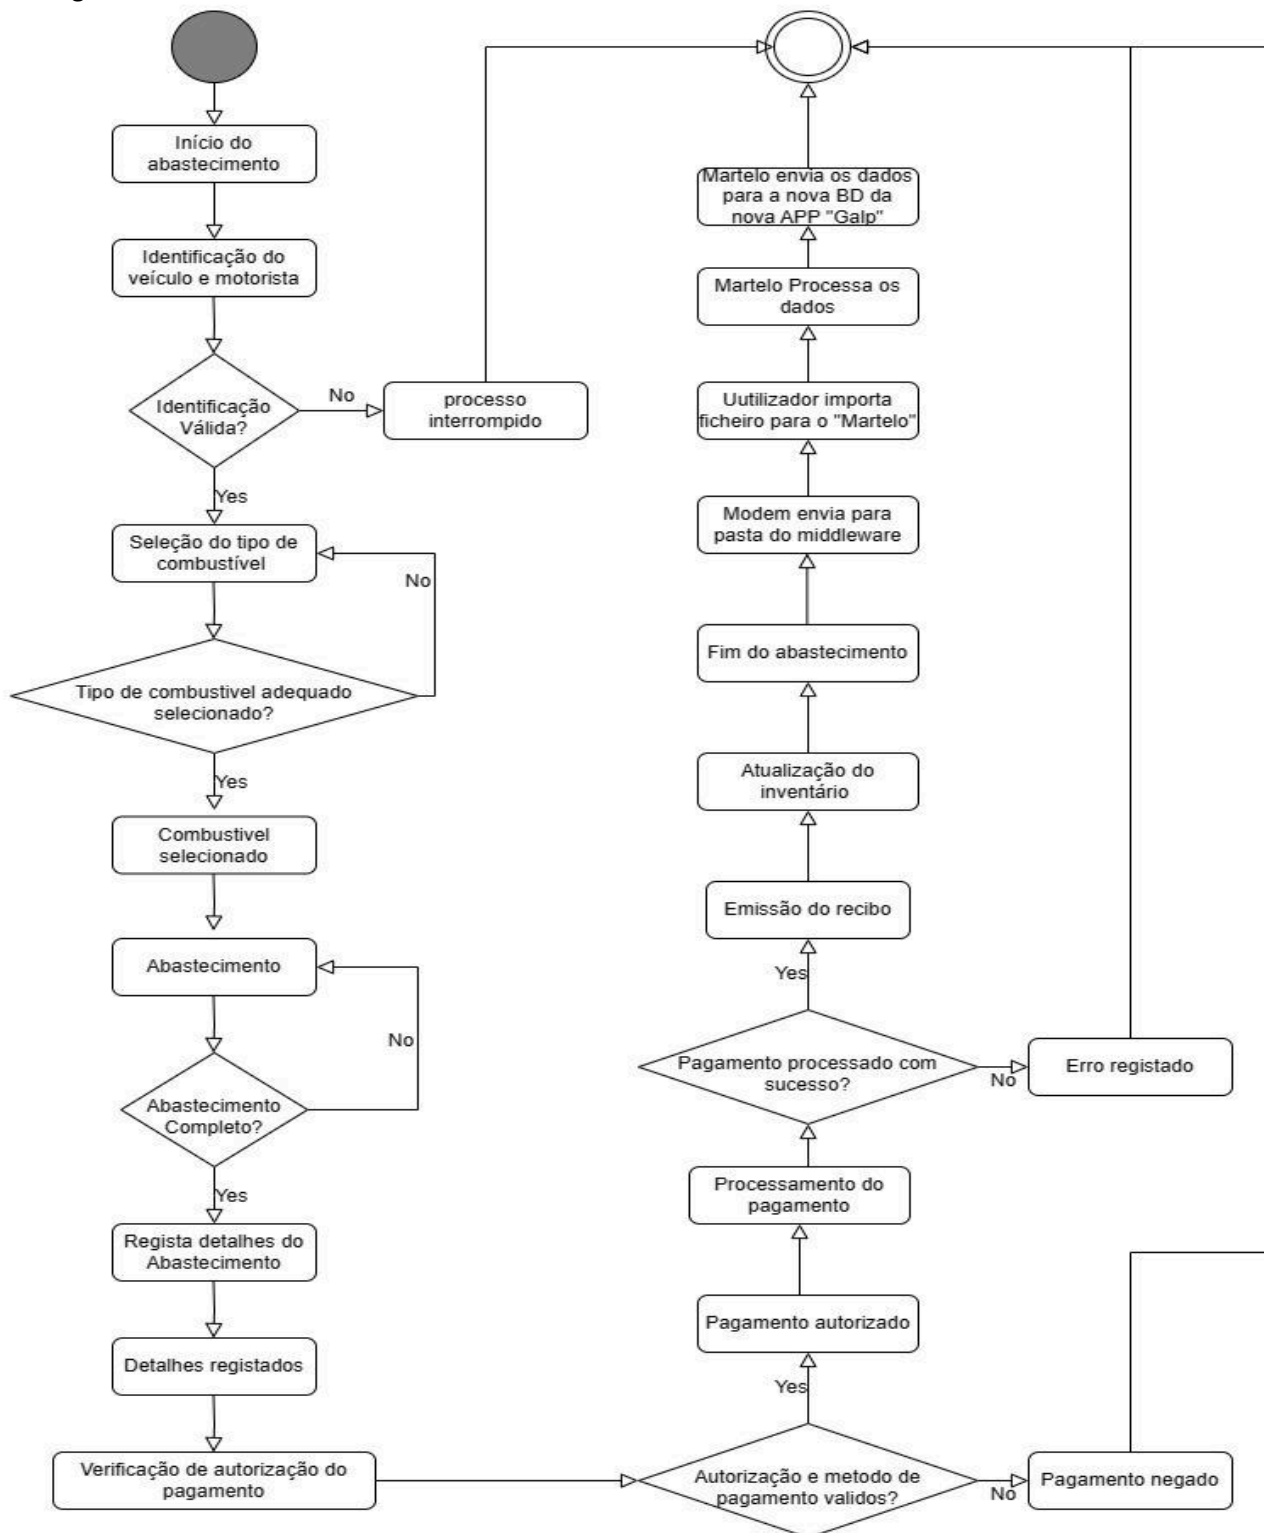 Início do
abastecimento
Identificação do
veículo e motorista
Identificação
Válida?
No
processo
interrompido
Yes
Seleção do tipo de
combustível
No
Tipo de combustivel adequado
selecionado?
Yes
Combustivel
selecionado
Abastecimento
No
Abastecimento
Completo?
Yes
Regista detalhes do
Abastecimento
Detalhes registados
Verificação de autorização do
pagamento
Autorização e metodo de
pagamento validos?
No
Pagamento negado
Yes
Pagamento autorizado
Processamento do
pagamento
Pagamento processado com
sucesso?
No
Erro registado
Yes
Emissão do recibo
Atualização do
inventário
Fim do abastecimento
Modem envia para
pasta do middleware
Uutilizador importa
ficheiro para o "Martelo"
Martelo Processa os
dados
Martelo envia os dados
para a nova BD da
nova APP "Galp"